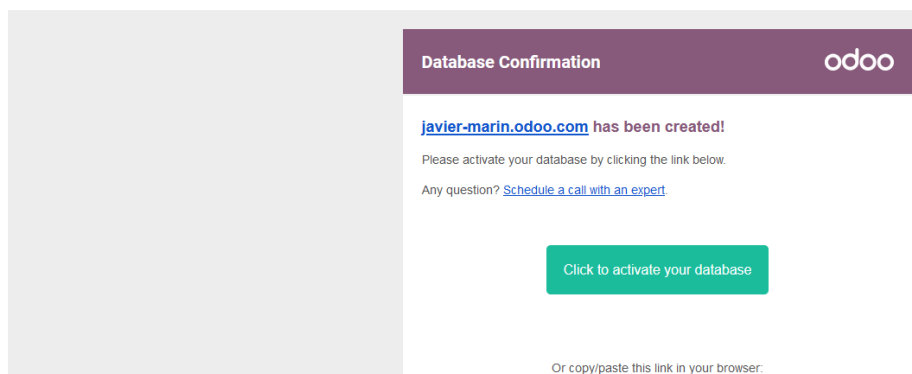 Database Confirmation
odoo
javier-marin.odoo.com has been created!
Please activate your database by clicking the link below.
Any question? Schedule a call with an expert.
Click to activate your database
Or copy/paste this link in your browser: